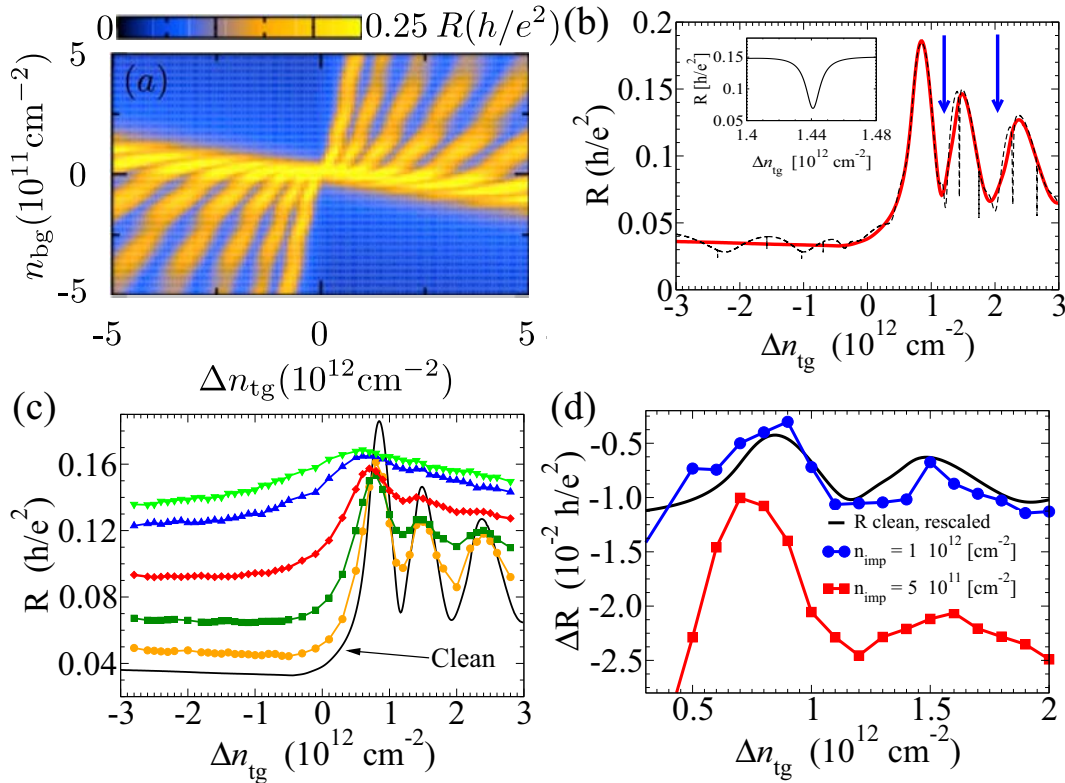 0 0.25 R(h/e²)
(a)
n_bg(10¹¹cm⁻²)
5
0
-5
-5 0 5
Δn_tg(10¹²cm⁻²)
(b)
R (h/e²)
0.2
0.15
0.1
0.05
0
-3 -2 -1 0 1 2 3
Δn_tg (10¹² cm⁻²)
R [h/e²]
0.15
0.1
0.05
1.4 1.44 1.48
Δn_tg [10¹² cm⁻²]
(c)
R (h/e²)
0.16
0.12
0.08
0.04
Clean
-3 -2 -1 0 1 2 3
Δn_tg (10¹² cm⁻²)
(d)
ΔR (10⁻² h/e²)
-0.5
-1.0
-1.5
-2.0
-2.5
R clean, rescaled
n_imp = 1 10¹² [cm⁻²]
n_imp = 5 10¹¹ [cm⁻²]
0.5 1 1.5 2
Δn_tg (10¹² cm⁻²)